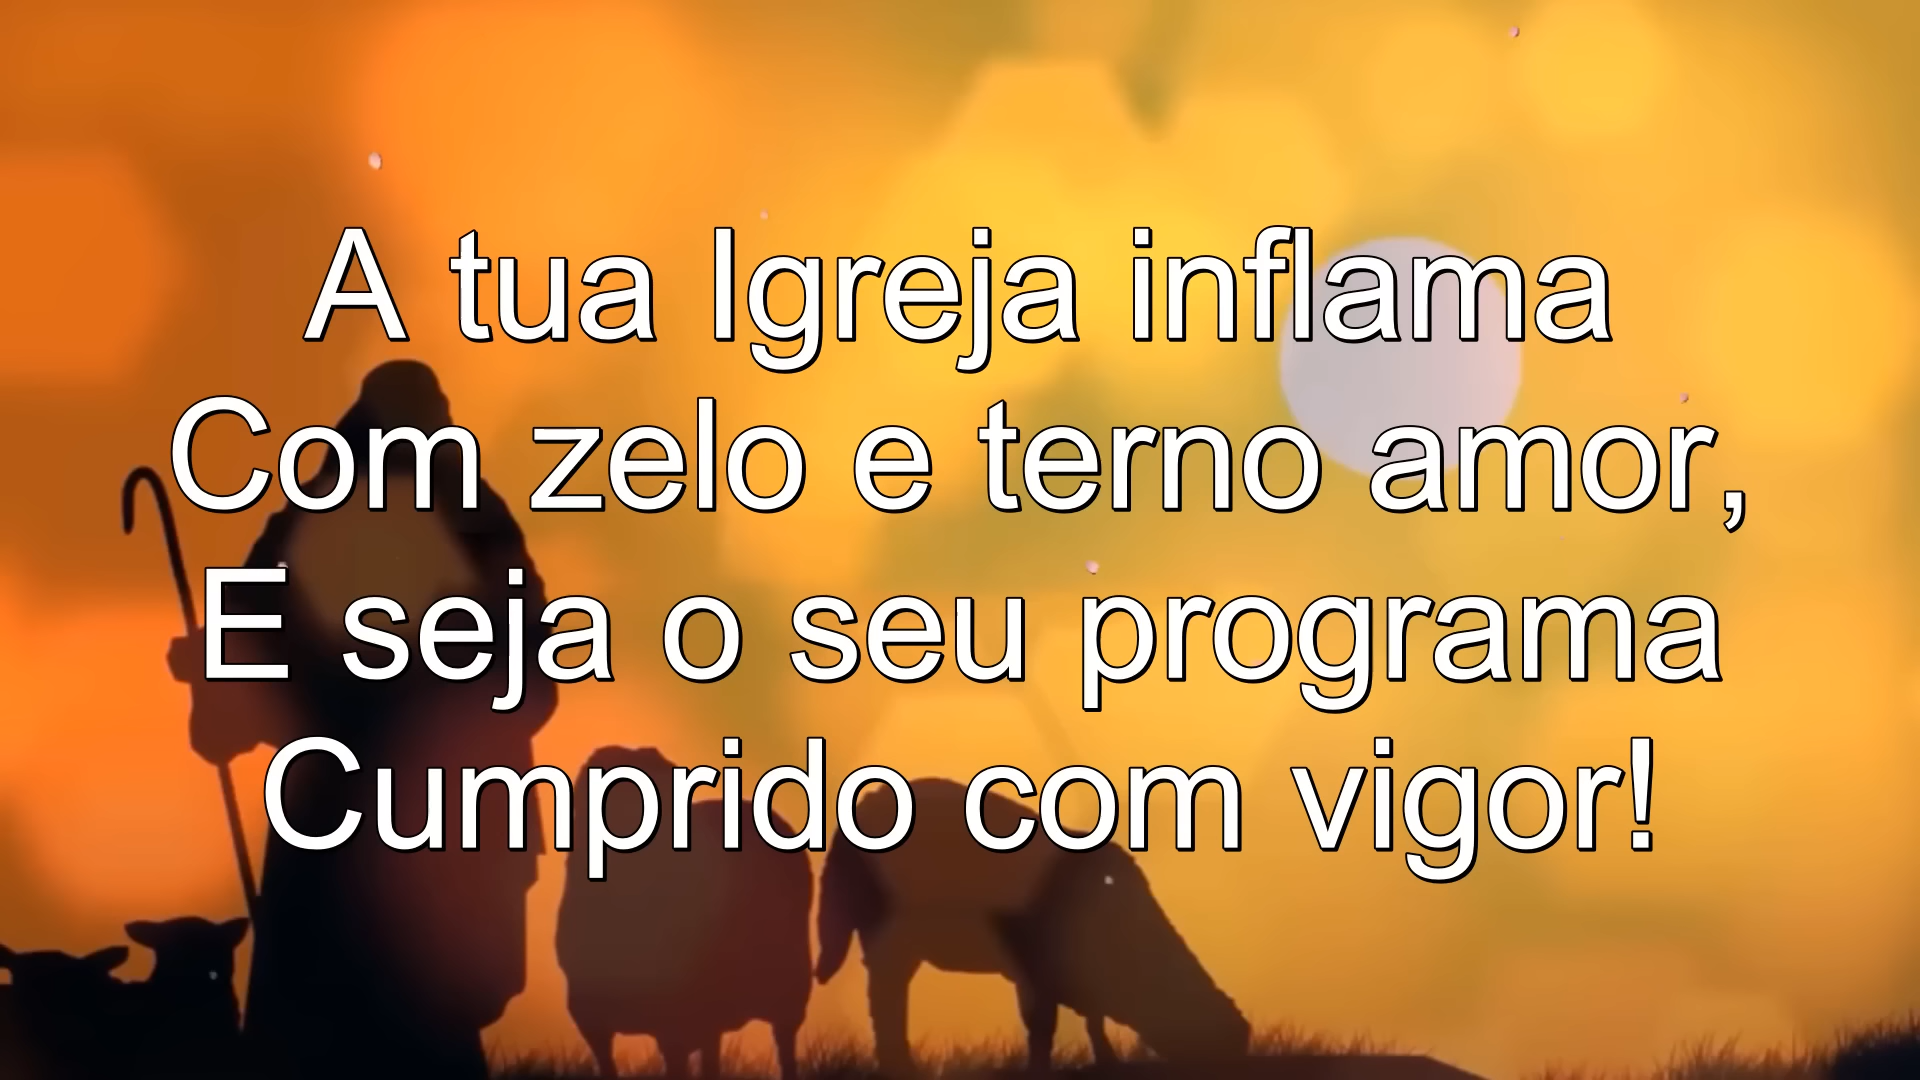 A tua Igreja inflama
Com zelo e terno amor,
E seja o seu programa
Cumprido com vigor!